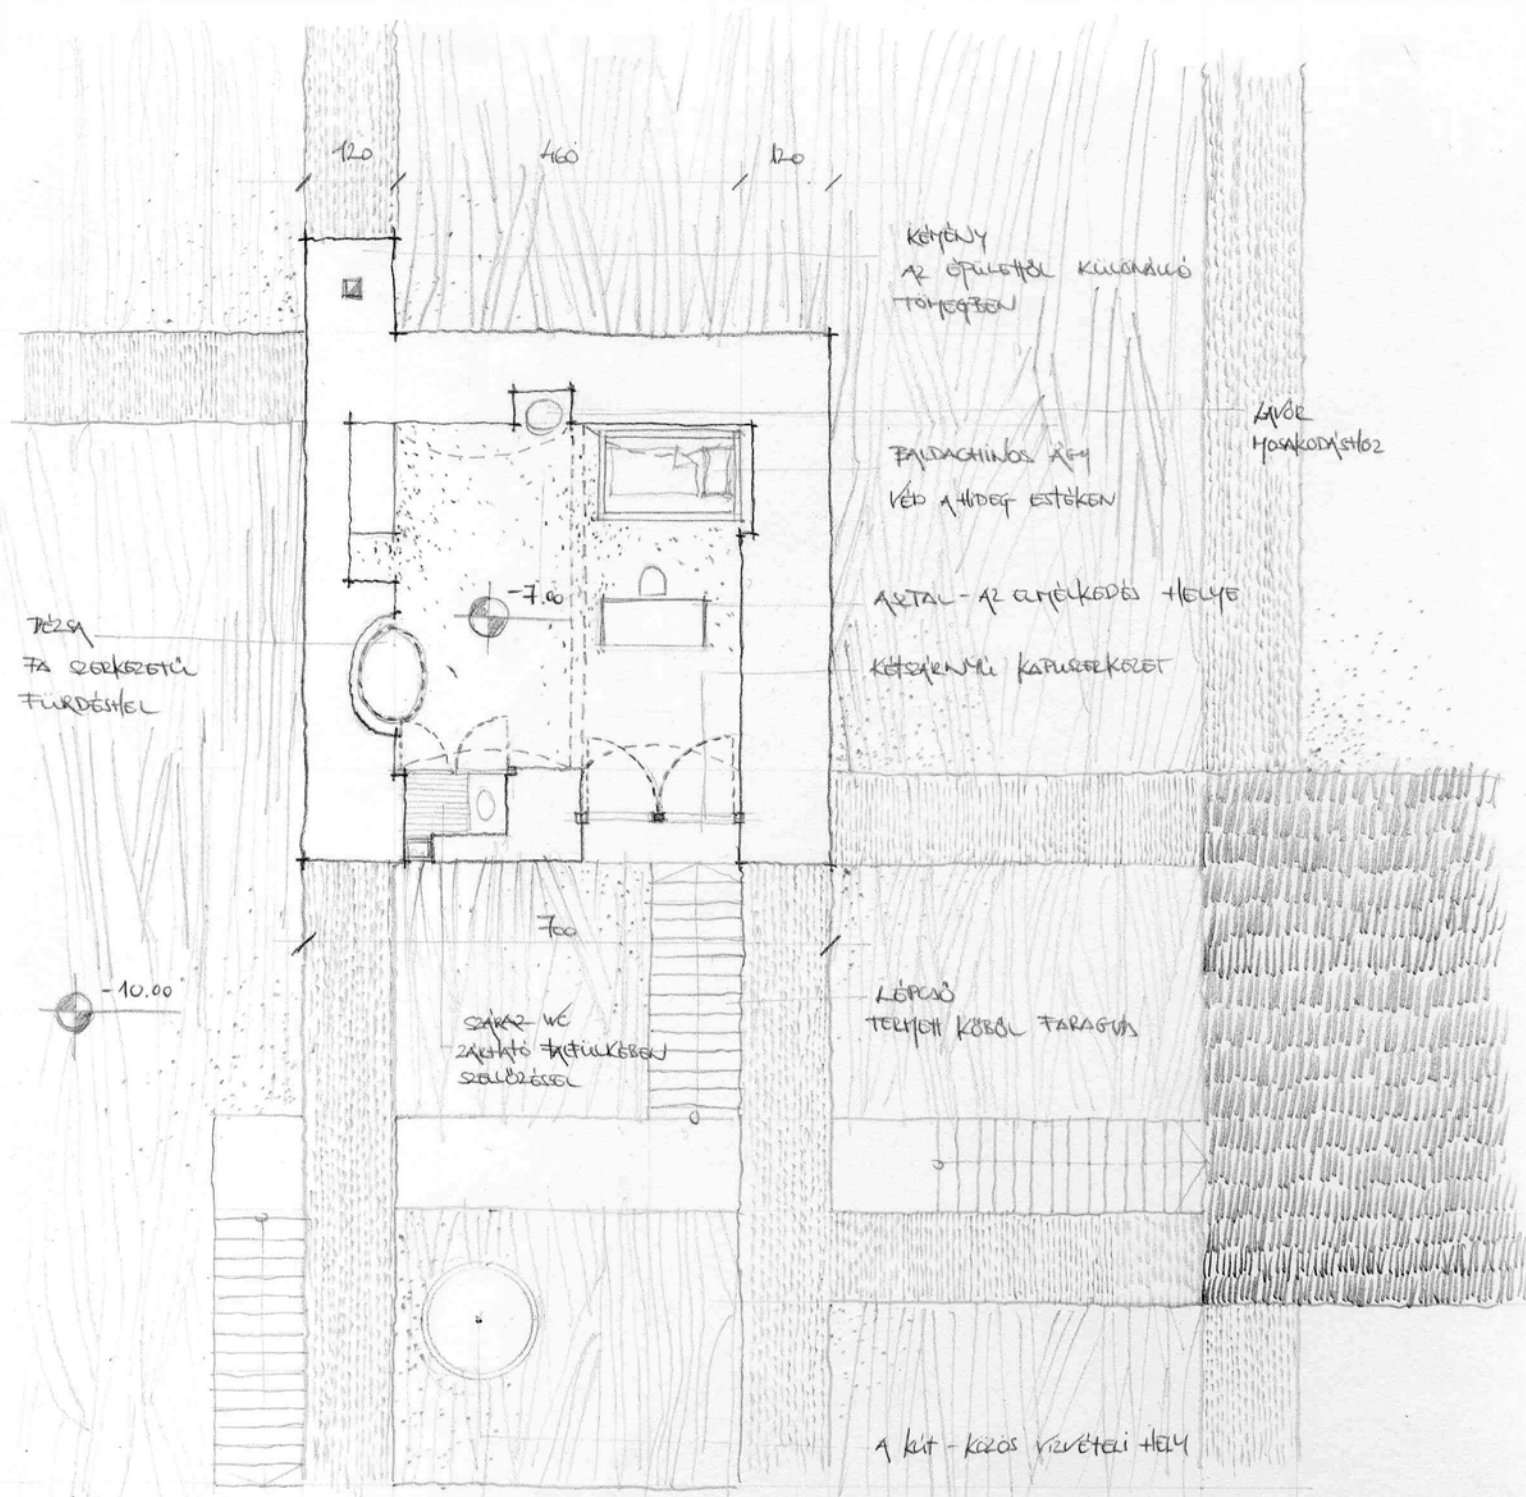 120
460
120
KÉMÉNY
AZ ÉPÜLETTŐL KÜLÖNÁLLÓ
TÖMEGBEN
LAVÓR
MOSAKODÁSHOZ
BALDACHINOS ÁGY
VÉD A HIDEG ESTÉKEN
-7.00
ASZTAL - AZ ELMÉLKEDÉS HELYE
DÉZSA
FA SZERKEZETŰ
FÜRDÉSHEL
KÉTSZÁRNYÚ KAPUSZERKEZET
700
-10.00
LÉPCSŐ
TERMETT KŐBŐL FARAGVA
SZÁRAZ WC
ZÁRHATÓ FALFÜLKÉBEN
SZELLŐZÉSSEL
A KÚT - KÖZÖS VÍZVÉTELI HELY